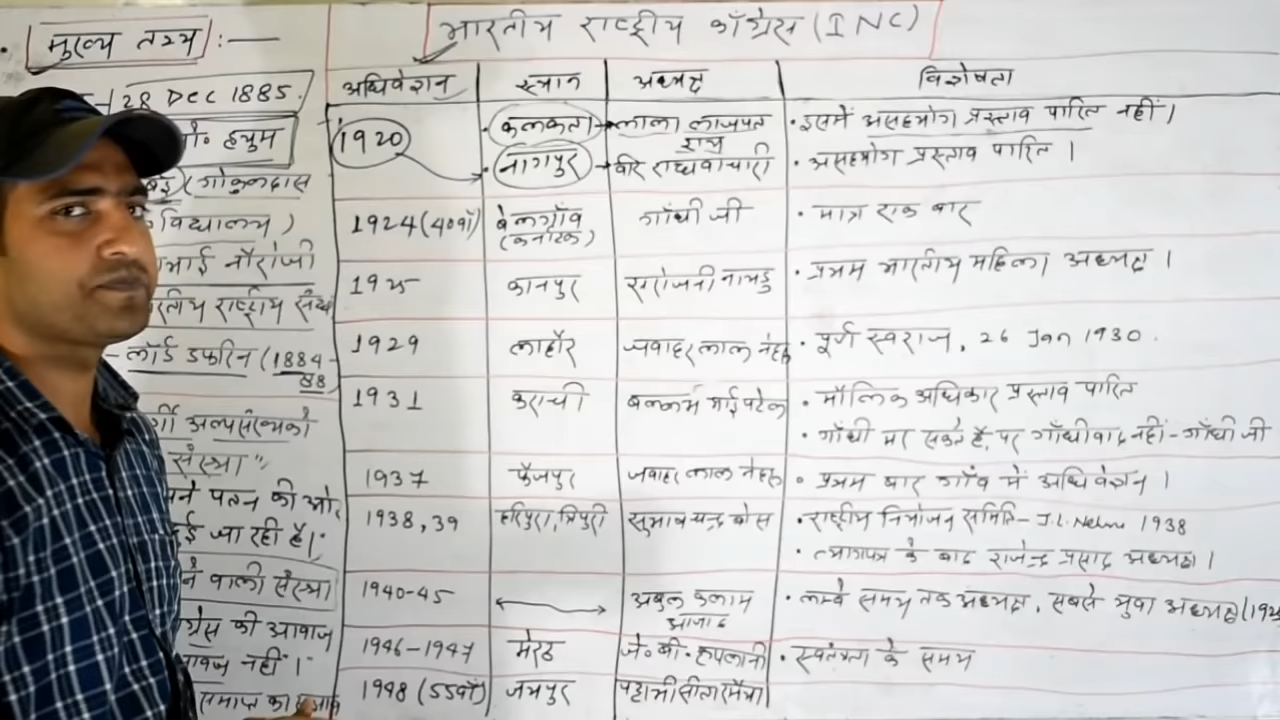 मुख्य तथ्य :—
भारतीय राष्ट्रीय काँग्रेस (INC)
28 Dec 1885.
ह्युम
(गोकुलदास
विद्यालय)
भाई नौरोजी
राष्ट्रीय संघ
- लॉर्ड डफरिन (1884-
88)
अल्पसंख्यको
संस्था"
पतन की ओर
जा रही है।"
वाली संस्था
की आवाज
नहीं।"
समाप्त का
अधिवेशन स्थान अध्यक्ष विशेषता
1920 कलकता → लाला लाजपत राय • इसमें असहयोग प्रस्ताव पारित नहीं।
नागपुर → वीर राघवाचारी • असहयोग प्रस्ताव पारित।
1924 (40वाँ) बेलगाँव (कर्नाटक) गाँधी जी • मात्र एक बार
1925 कानपुर सरोजनी नायडु • प्रथम भारतीय महिला अध्यक्ष।
1929 लाहौर जवाहर लाल नेहरू • पूर्ण स्वराज, 26 Jan 1930.
1931 कराची बल्लभ भाई पटेल • मौलिक अधिकार प्रस्ताव पारित
• गाँधी मर सकते है, पर गाँधीवाद नहीं - गाँधी जी
1937 फैजपुर जवाहर लाल नेहरू • प्रथम बार गाँव में अधिवेशन।
1938, 39 हरिपुरा, त्रिपुरी सुभाष चन्द्र बोस • राष्ट्रीय नियोजन समिति - J.L. Nehru 1938
• त्यागपत्र के बाद राजेन्द्र प्रसाद अध्यक्ष।
1940-45 ↔ अबुल कलाम आजाद • लम्बे समय तक अध्यक्ष, सबसे युवा अध्यक्ष
1946-1947 मेरठ जे॰ बी॰ कृपलानी • स्वतंत्रता के समय
1948 (55वाँ) जयपुर पट्टाभी सीतारमैया